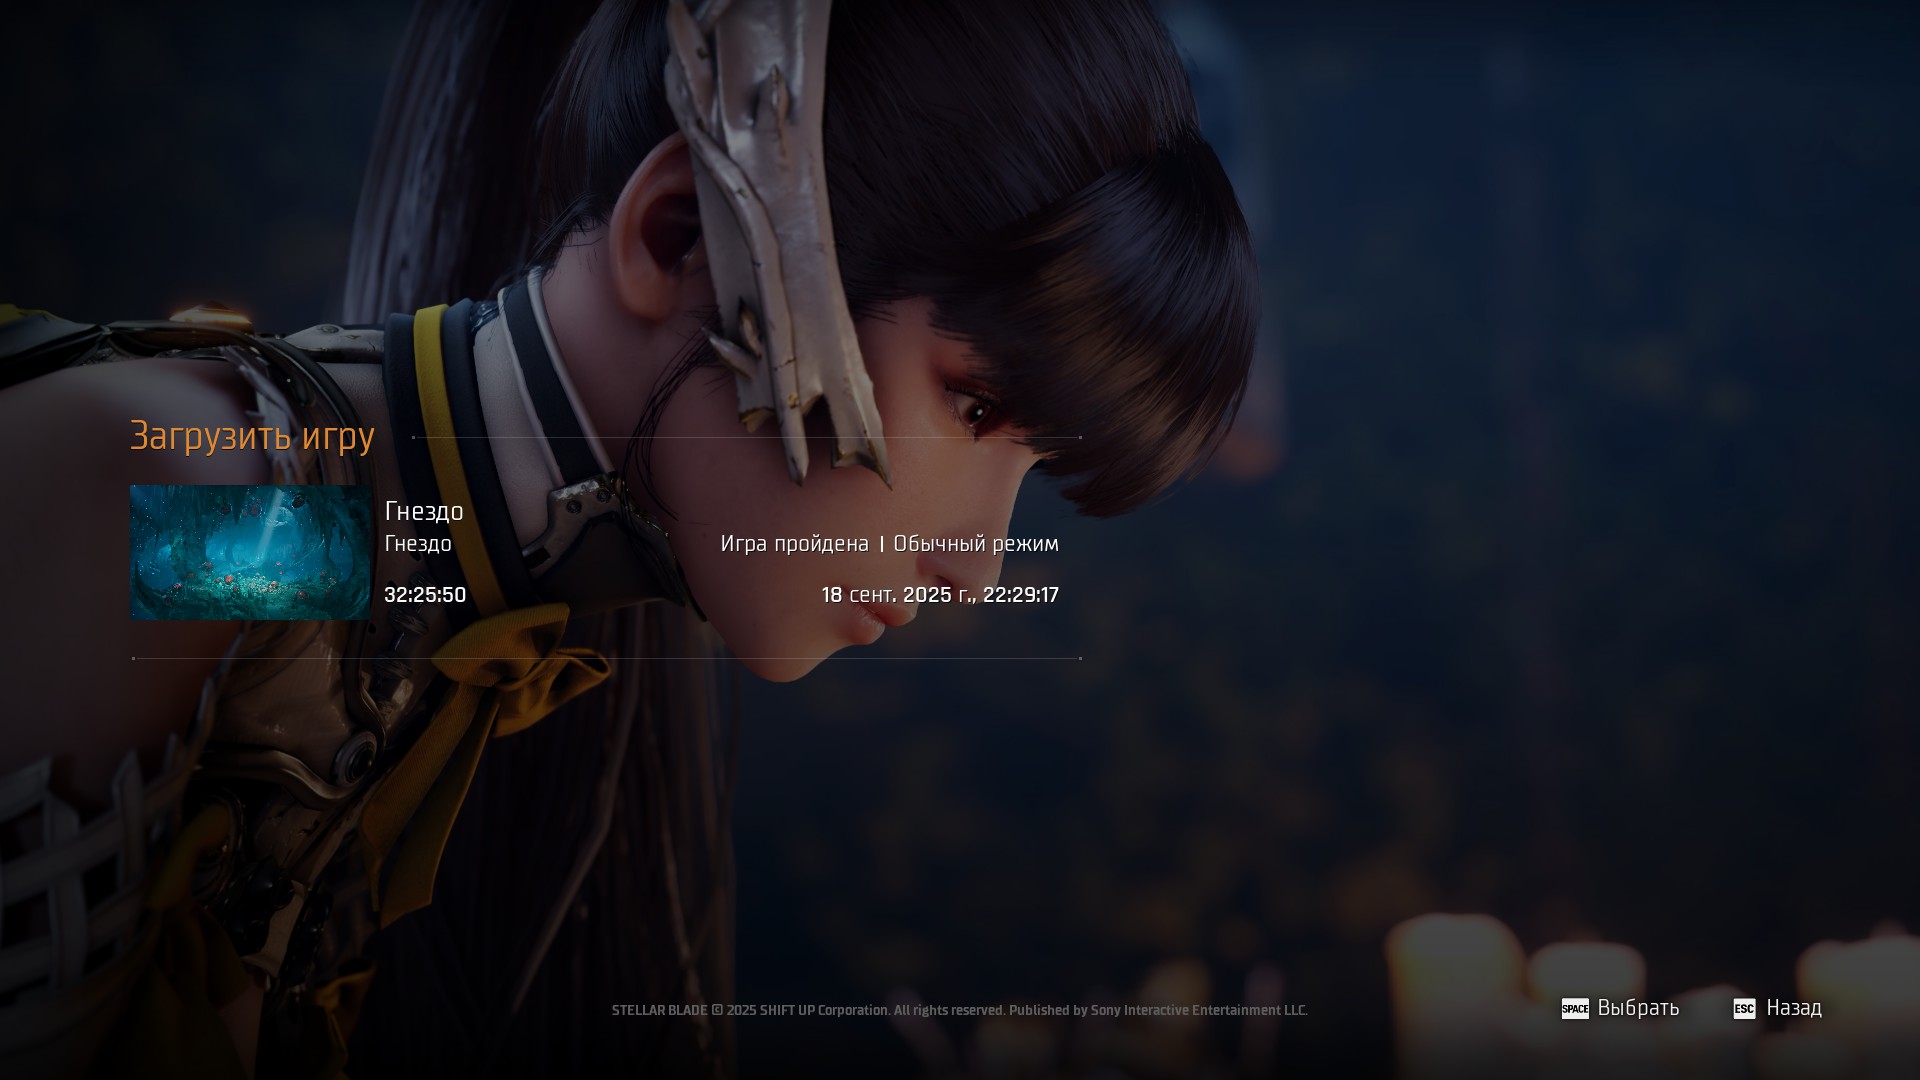 Загрузить игру
Гнездо
Гнездо
Игра пройдена | Обычный режим
32:25:50
18 сент. 2025 г., 22:29:17
STELLAR BLADE © 2025 SHIFT UP Corporation. All rights reserved. Published by Sony Interactive Entertainment LLC.
SPACE Выбрать
ESC Назад